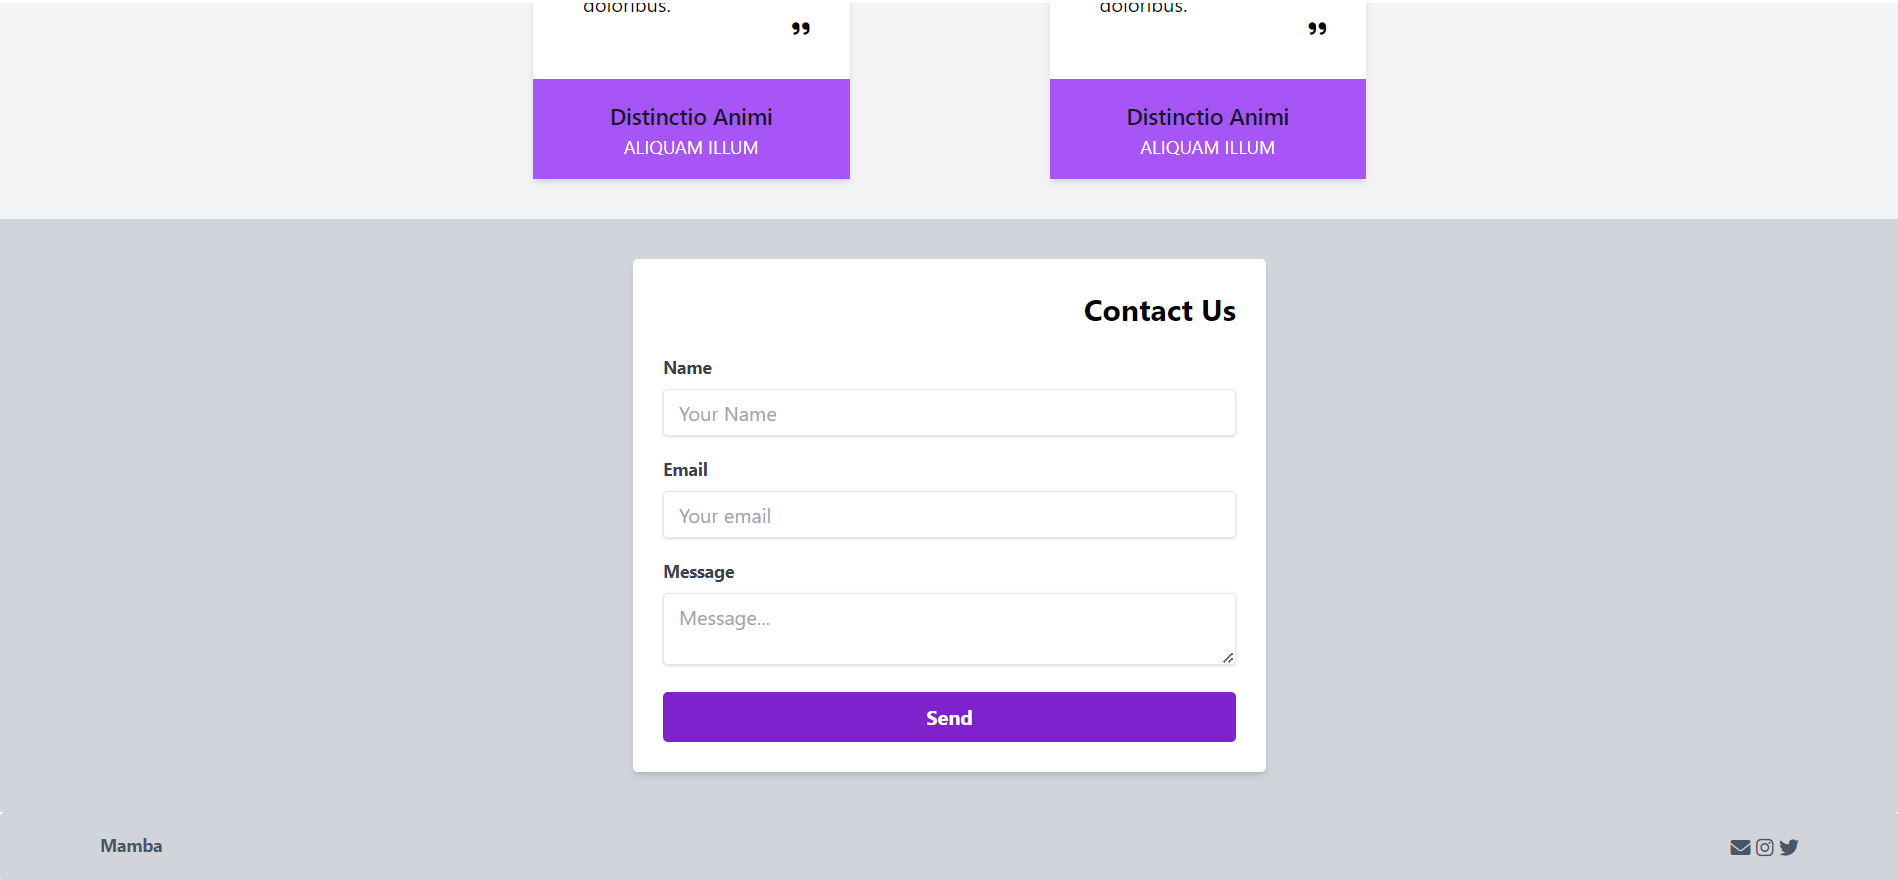 doloribus.
”
doloribus.
”
Distinctio Animi
ALIQUAM ILLUM
Distinctio Animi
ALIQUAM ILLUM
Contact Us
Name
Your Name
Email
Your email
Message
Message...
Send
Mamba